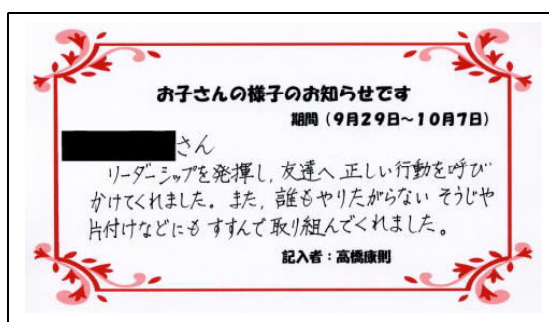 お子さんの様子のお知らせです
期間（9月29日～10月7日）
さん
リーダーシップを発揮し，友達へ正しい行動を呼び
かけてくれました。また，誰もやりたがらないそうじや
片付けなどにもすすんで取り組んでくれました。
記入者：高橋康則